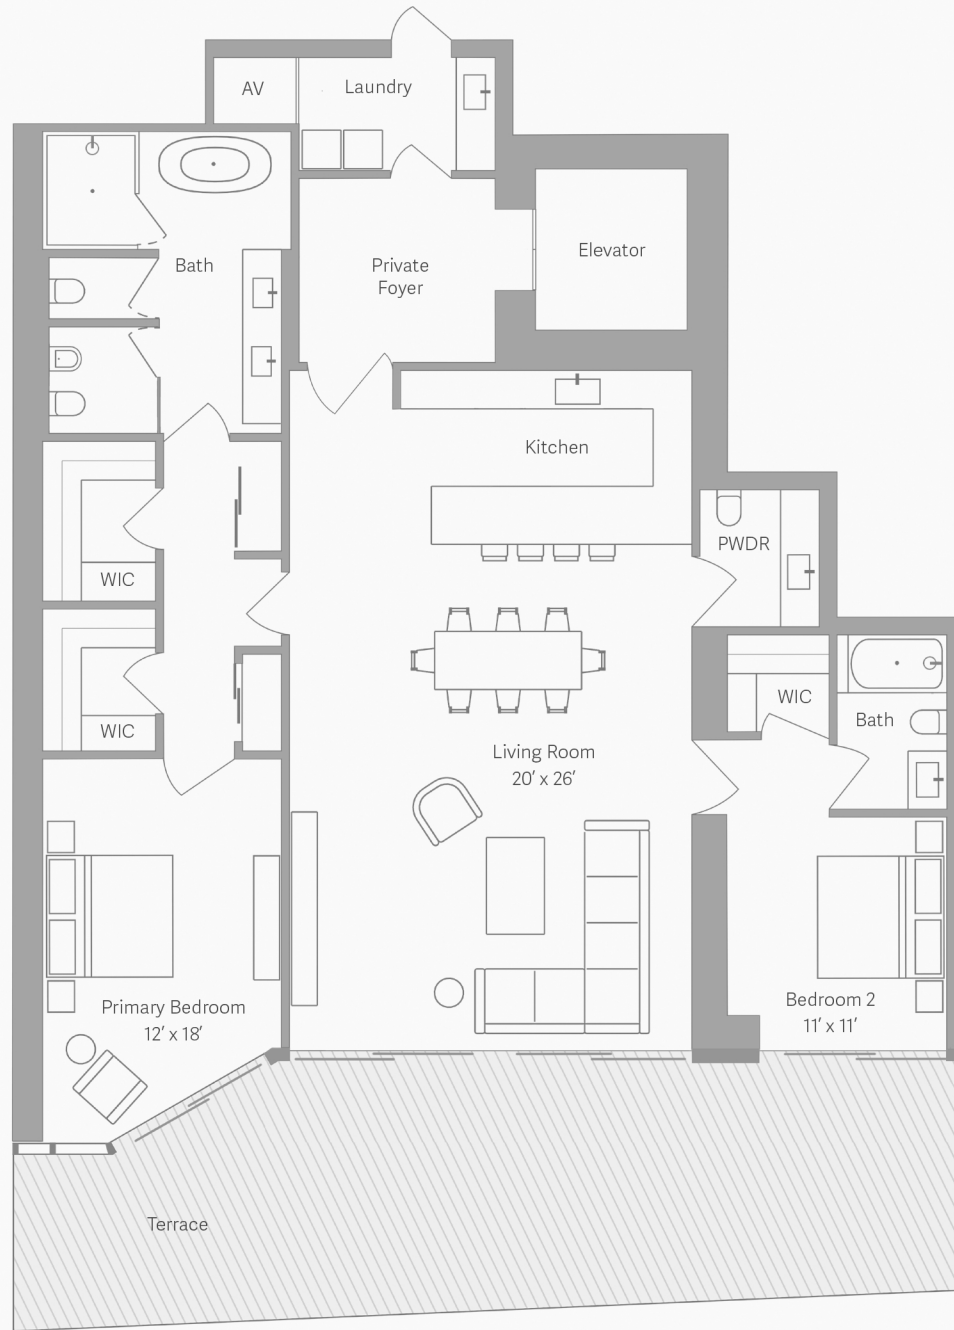 AV
Laundry
Elevator
Bath
Private
Foyer
Kitchen
PWDR
WIC
WIC
WIC
Bath
Living Room
20′ x 26′
Primary Bedroom
12′ x 18′
Bedroom 2
11′ x 11′
Terrace